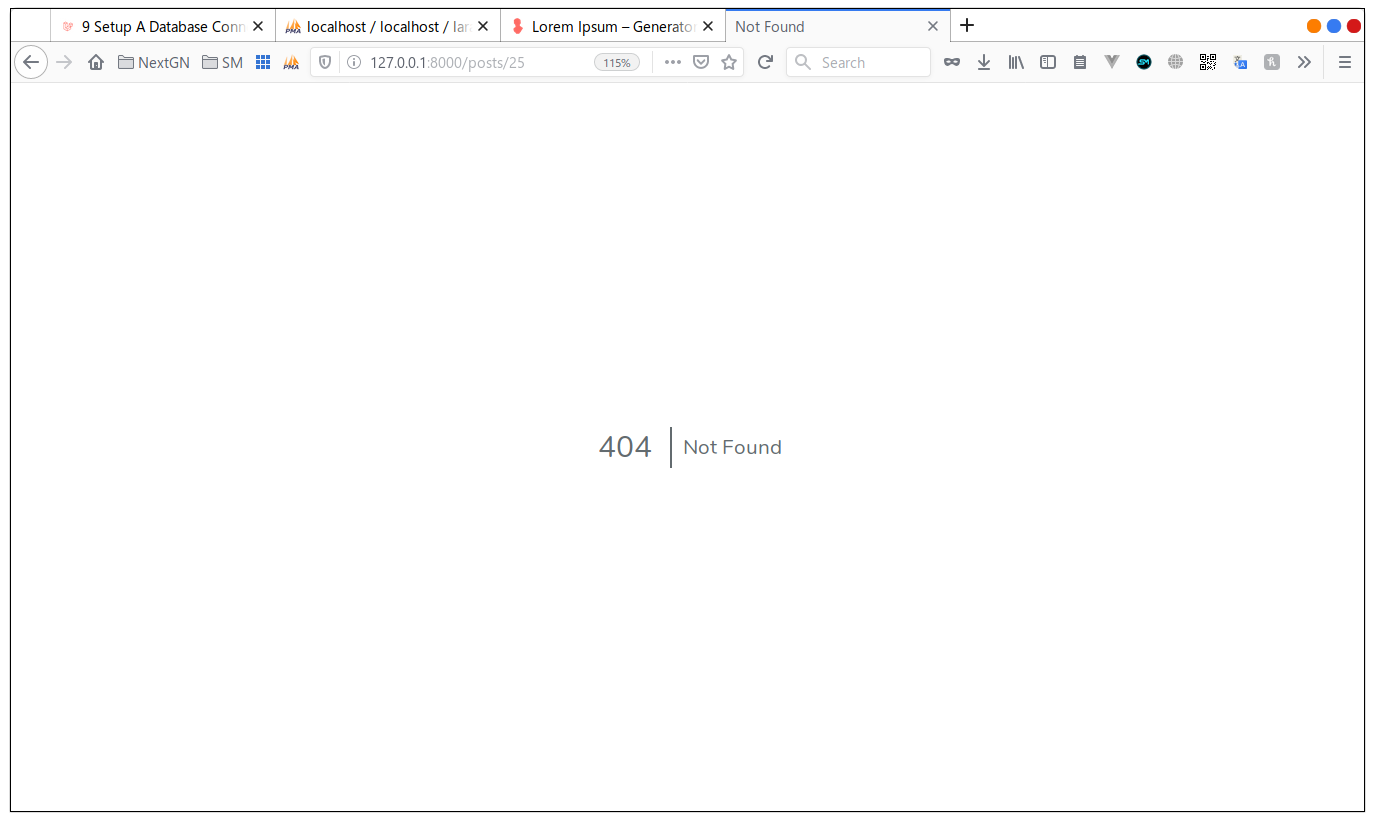 9 Setup A Database Conn
localhost / localhost / lara
Lorem Ipsum – Generator
Not Found
NextGN
SM
127.0.0.1:8000/posts/25
115%
Search
404
Not Found